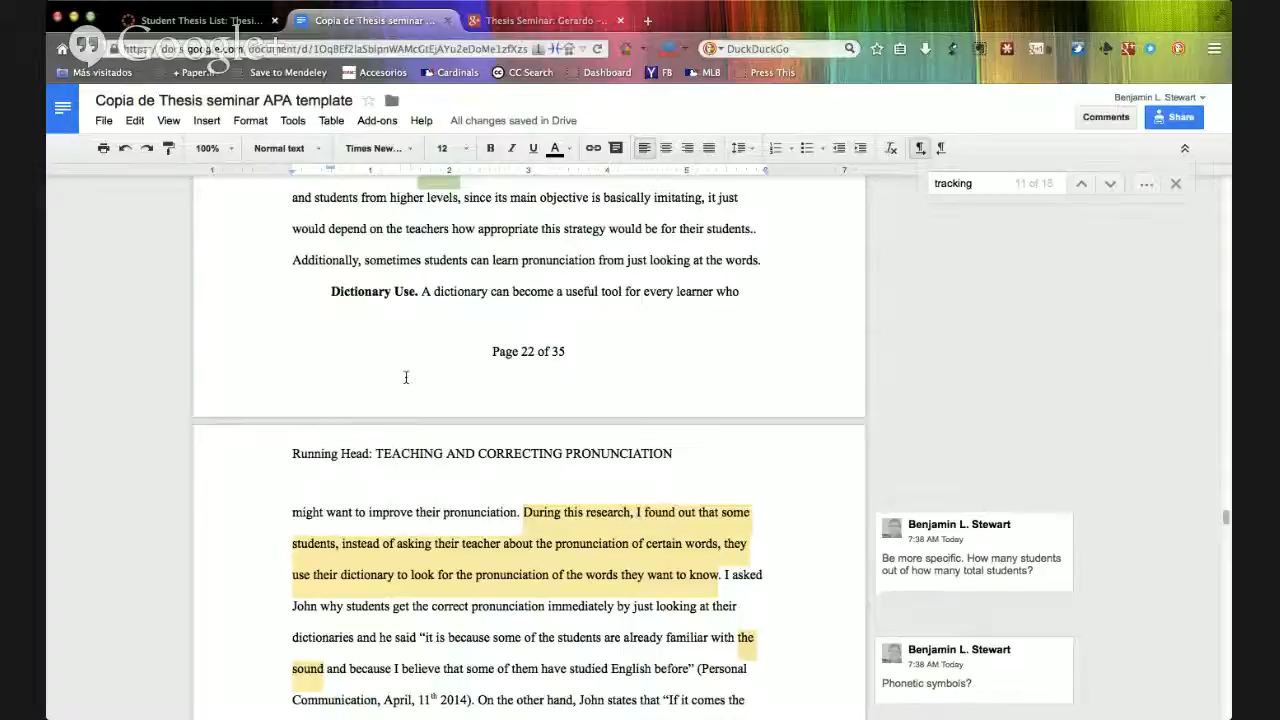 Student Thesis List: Thesi...
Copia de Thesis seminar ...
Thesis Seminar: Gerardo -...
Google+
DuckDuckGo
Más visitados
+ Paper...
Save to Mendeley
Accesorios
Cardinals
CC Search
Dashboard
FB
MLB
Press This
Copia de Thesis seminar APA template
Benjamin L. Stewart
File Edit View Insert Format Tools Table Add-ons Help All changes saved in Drive
Comments
Share
100% Normal text Times New... 12 B I U A
1 1 2 3 4 5 6 7
tracking 11 of 18
and students from higher levels, since its main objective is basically imitating, it just
would depend on the teachers how appropriate this strategy would be for their students..
Additionally, sometimes students can learn pronunciation from just looking at the words.
Dictionary Use. A dictionary can become a useful tool for every learner who
Page 22 of 35
Running Head: TEACHING AND CORRECTING PRONUNCIATION
might want to improve their pronunciation. During this research, I found out that some
students, instead of asking their teacher about the pronunciation of certain words, they
use their dictionary to look for the pronunciation of the words they want to know. I asked
John why students get the correct pronunciation immediately by just looking at their
dictionaries and he said “it is because some of the students are already familiar with the
sound and because I believe that some of them have studied English before” (Personal
Communication, April, 11th 2014). On the other hand, John states that “If it comes the
Benjamin L. Stewart
7:38 AM Today
Be more specific. How many students
out of how many total students?
Benjamin L. Stewart
7:38 AM Today
Phonetic symbols?